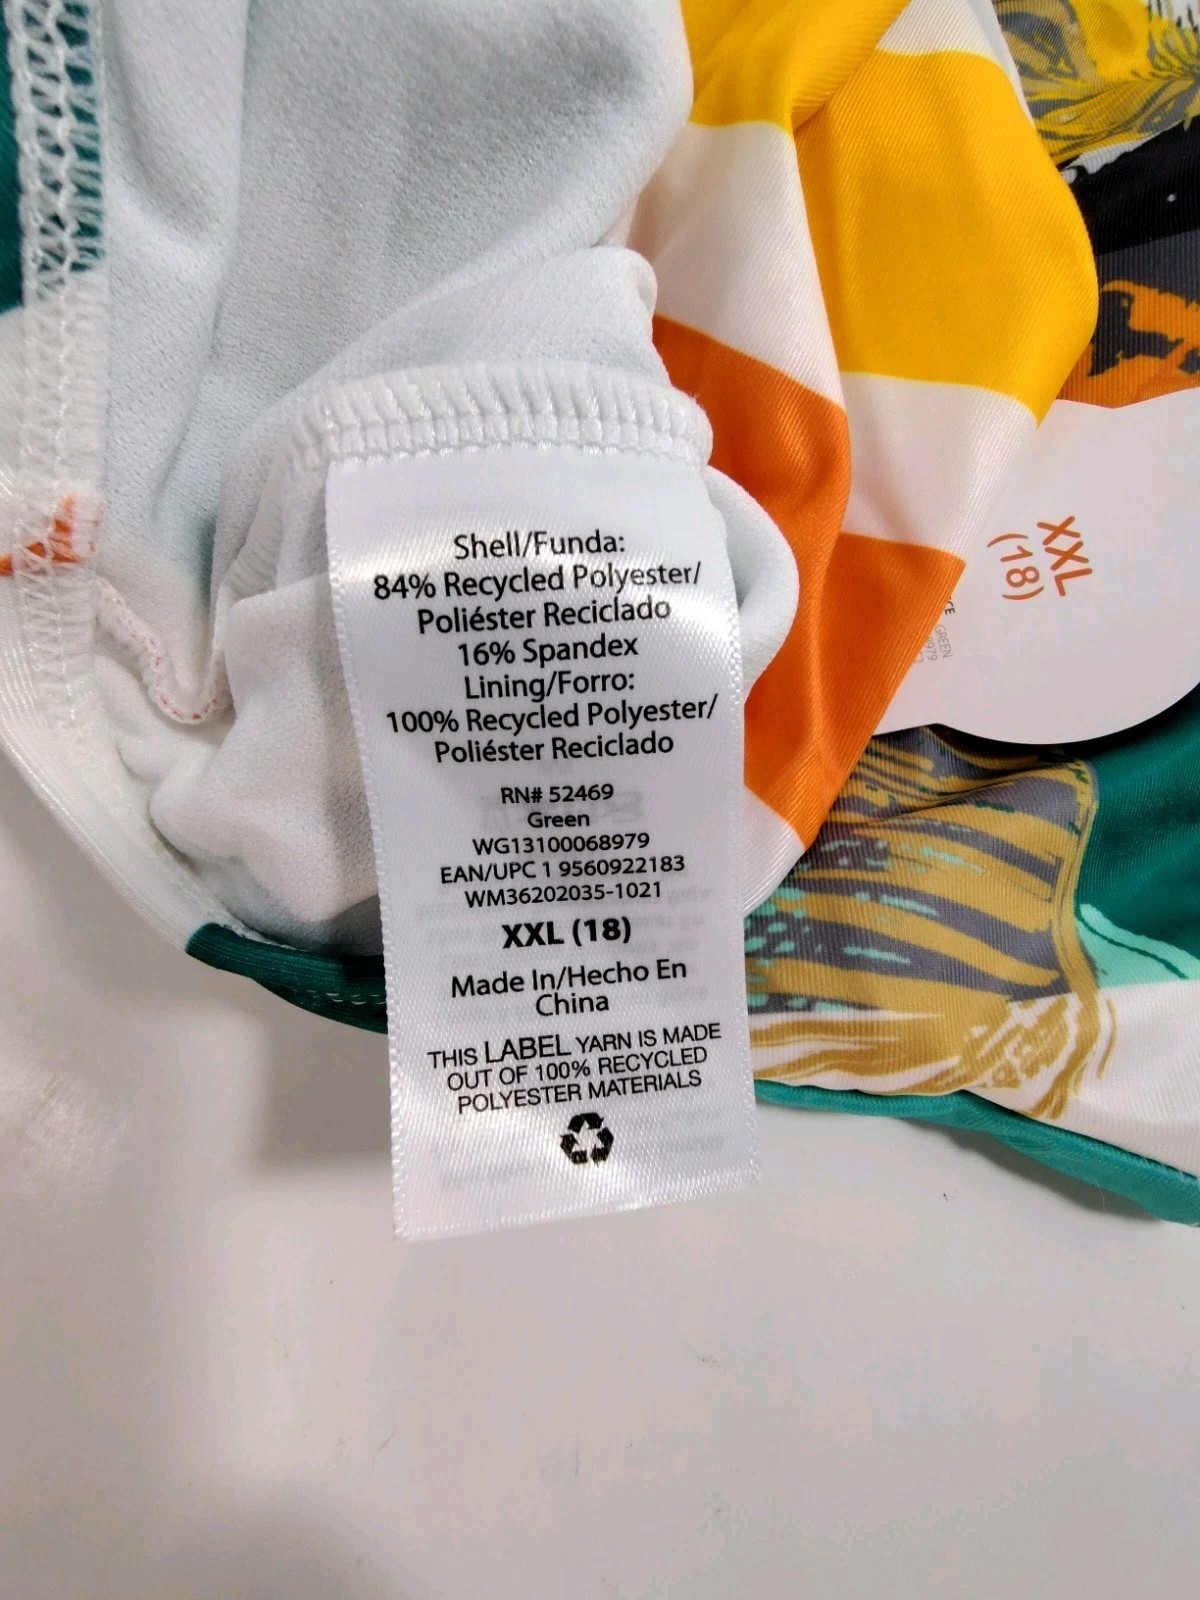 Shell/Funda:
84% Recycled Polyester/
Poliéster Reciclado
16% Spandex
Lining/Forro:
100% Recycled Polyester/
Poliéster Reciclado
RN# 52469
Green
WG13100068979
EAN/UPC 1 9560922183
WM36202035-1021
XXL (18)
Made In/Hecho En
China
THIS LABEL YARN IS MADE
OUT OF 100% RECYCLED
POLYESTER MATERIALS
XXL
(18)
GREEN